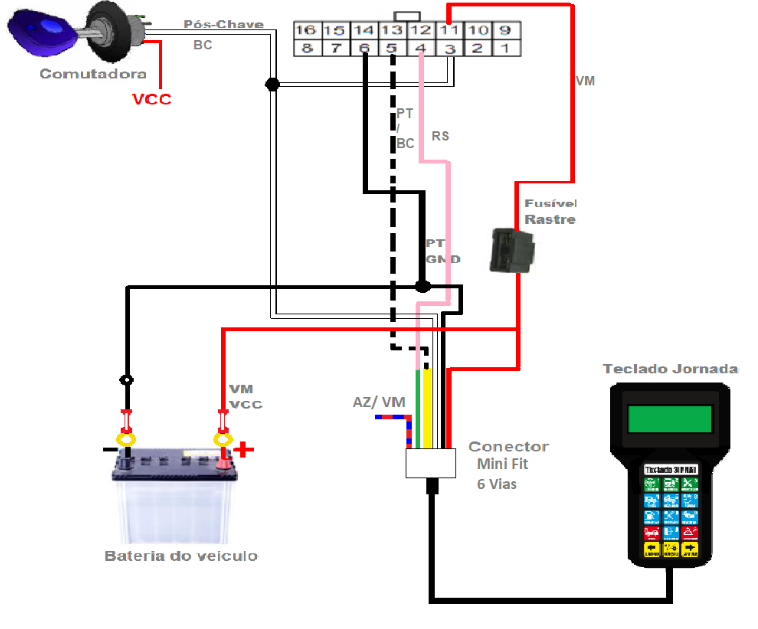 Pós-Chave
BC
Comutadora
VCC
16 15 14 13 12 11 10 9
8 7 6 5 4 3 2 1
VM
PT
/
BC
RS
Fusível
Rastre
PT
GND
VM
VCC
AZ/ VM
Teclado Jornada
Conector
Mini Fit
6 Vias
- +
Bateria do veículo